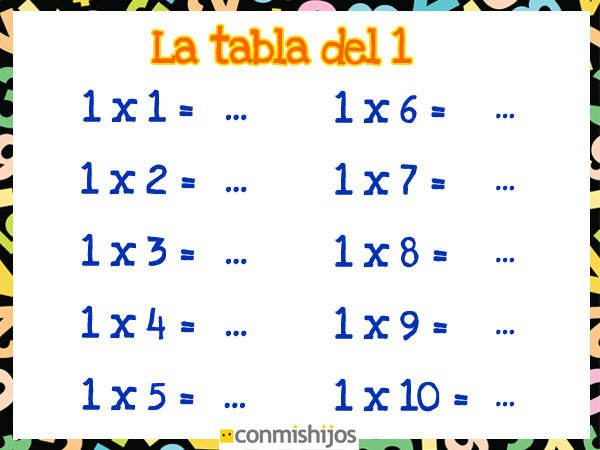 La tabla del 1
1 x 1 = ...
1 x 2 = ...
1 x 3 = ...
1 x 4 = ...
1 x 5 = ...
1 x 6 = ...
1 x 7 = ...
1 x 8 = ...
1 x 9 = ...
1 x 10 = ...
conmishijos